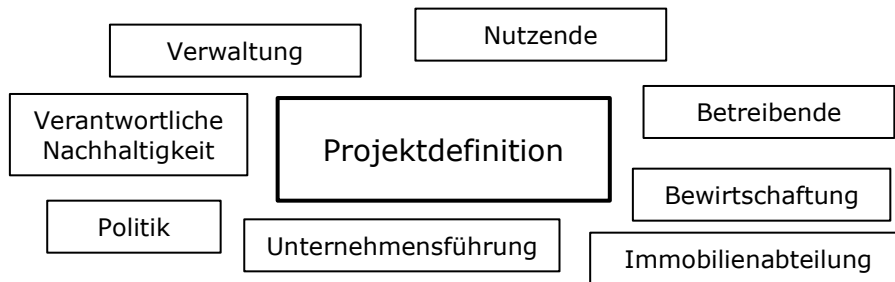 Nutzende
Verwaltung
Betreibende
Verantwortliche
Nachhaltigkeit
Projektdefinition
Bewirtschaftung
Politik
Unternehmensführung
Immobilienabteilung